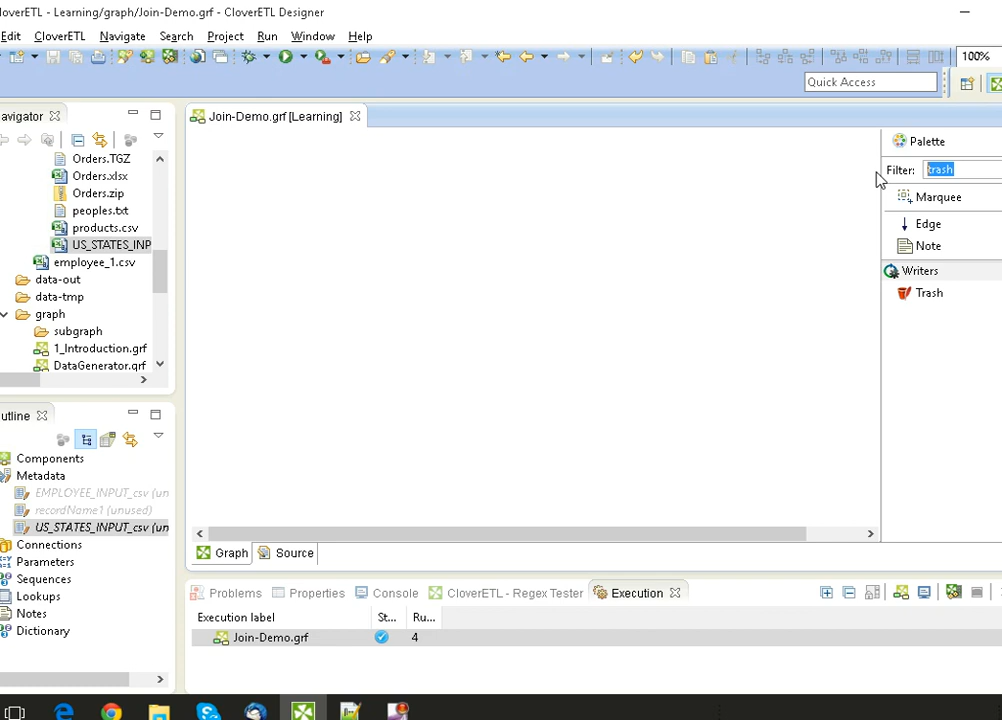 loverETL - Learning/graph/Join-Demo.grf - CloverETL Designer
Edit CloverETL Navigate Search Project Run Window Help
100%
Quick Access
avigator
Join-Demo.grf [Learning]
Palette
Orders.TGZ
Filter: trash
Orders.xlsx
Orders.zip
Marquee
peoples.txt
products.csv
Edge
US_STATES_INP
Note
employee_1.csv
Writers
data-out
Trash
data-tmp
graph
subgraph
1_Introduction.grf
DataGenerator.grf
utline
Components
Metadata
EMPLOYEE_INPUT_csv (un
recordName1 (unused)
US_STATES_INPUT_csv (un
Connections
Graph Source
Parameters
Sequences
Lookups
Notes
Dictionary
Problems Properties Console CloverETL - Regex Tester Execution
Execution label St... Ru...
Join-Demo.grf 4